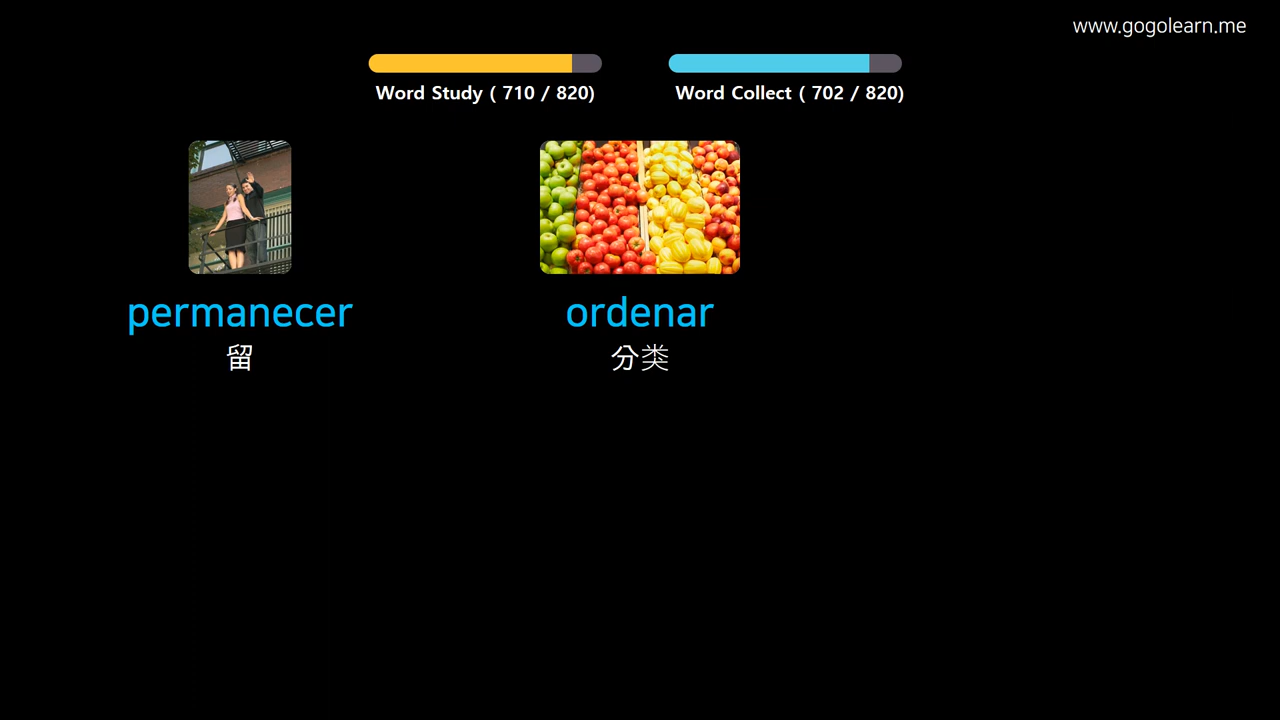 www.gogolearn.me
Word Study ( 710 / 820)
Word Collect ( 702 / 820)
permanecer
留
ordenar
分类